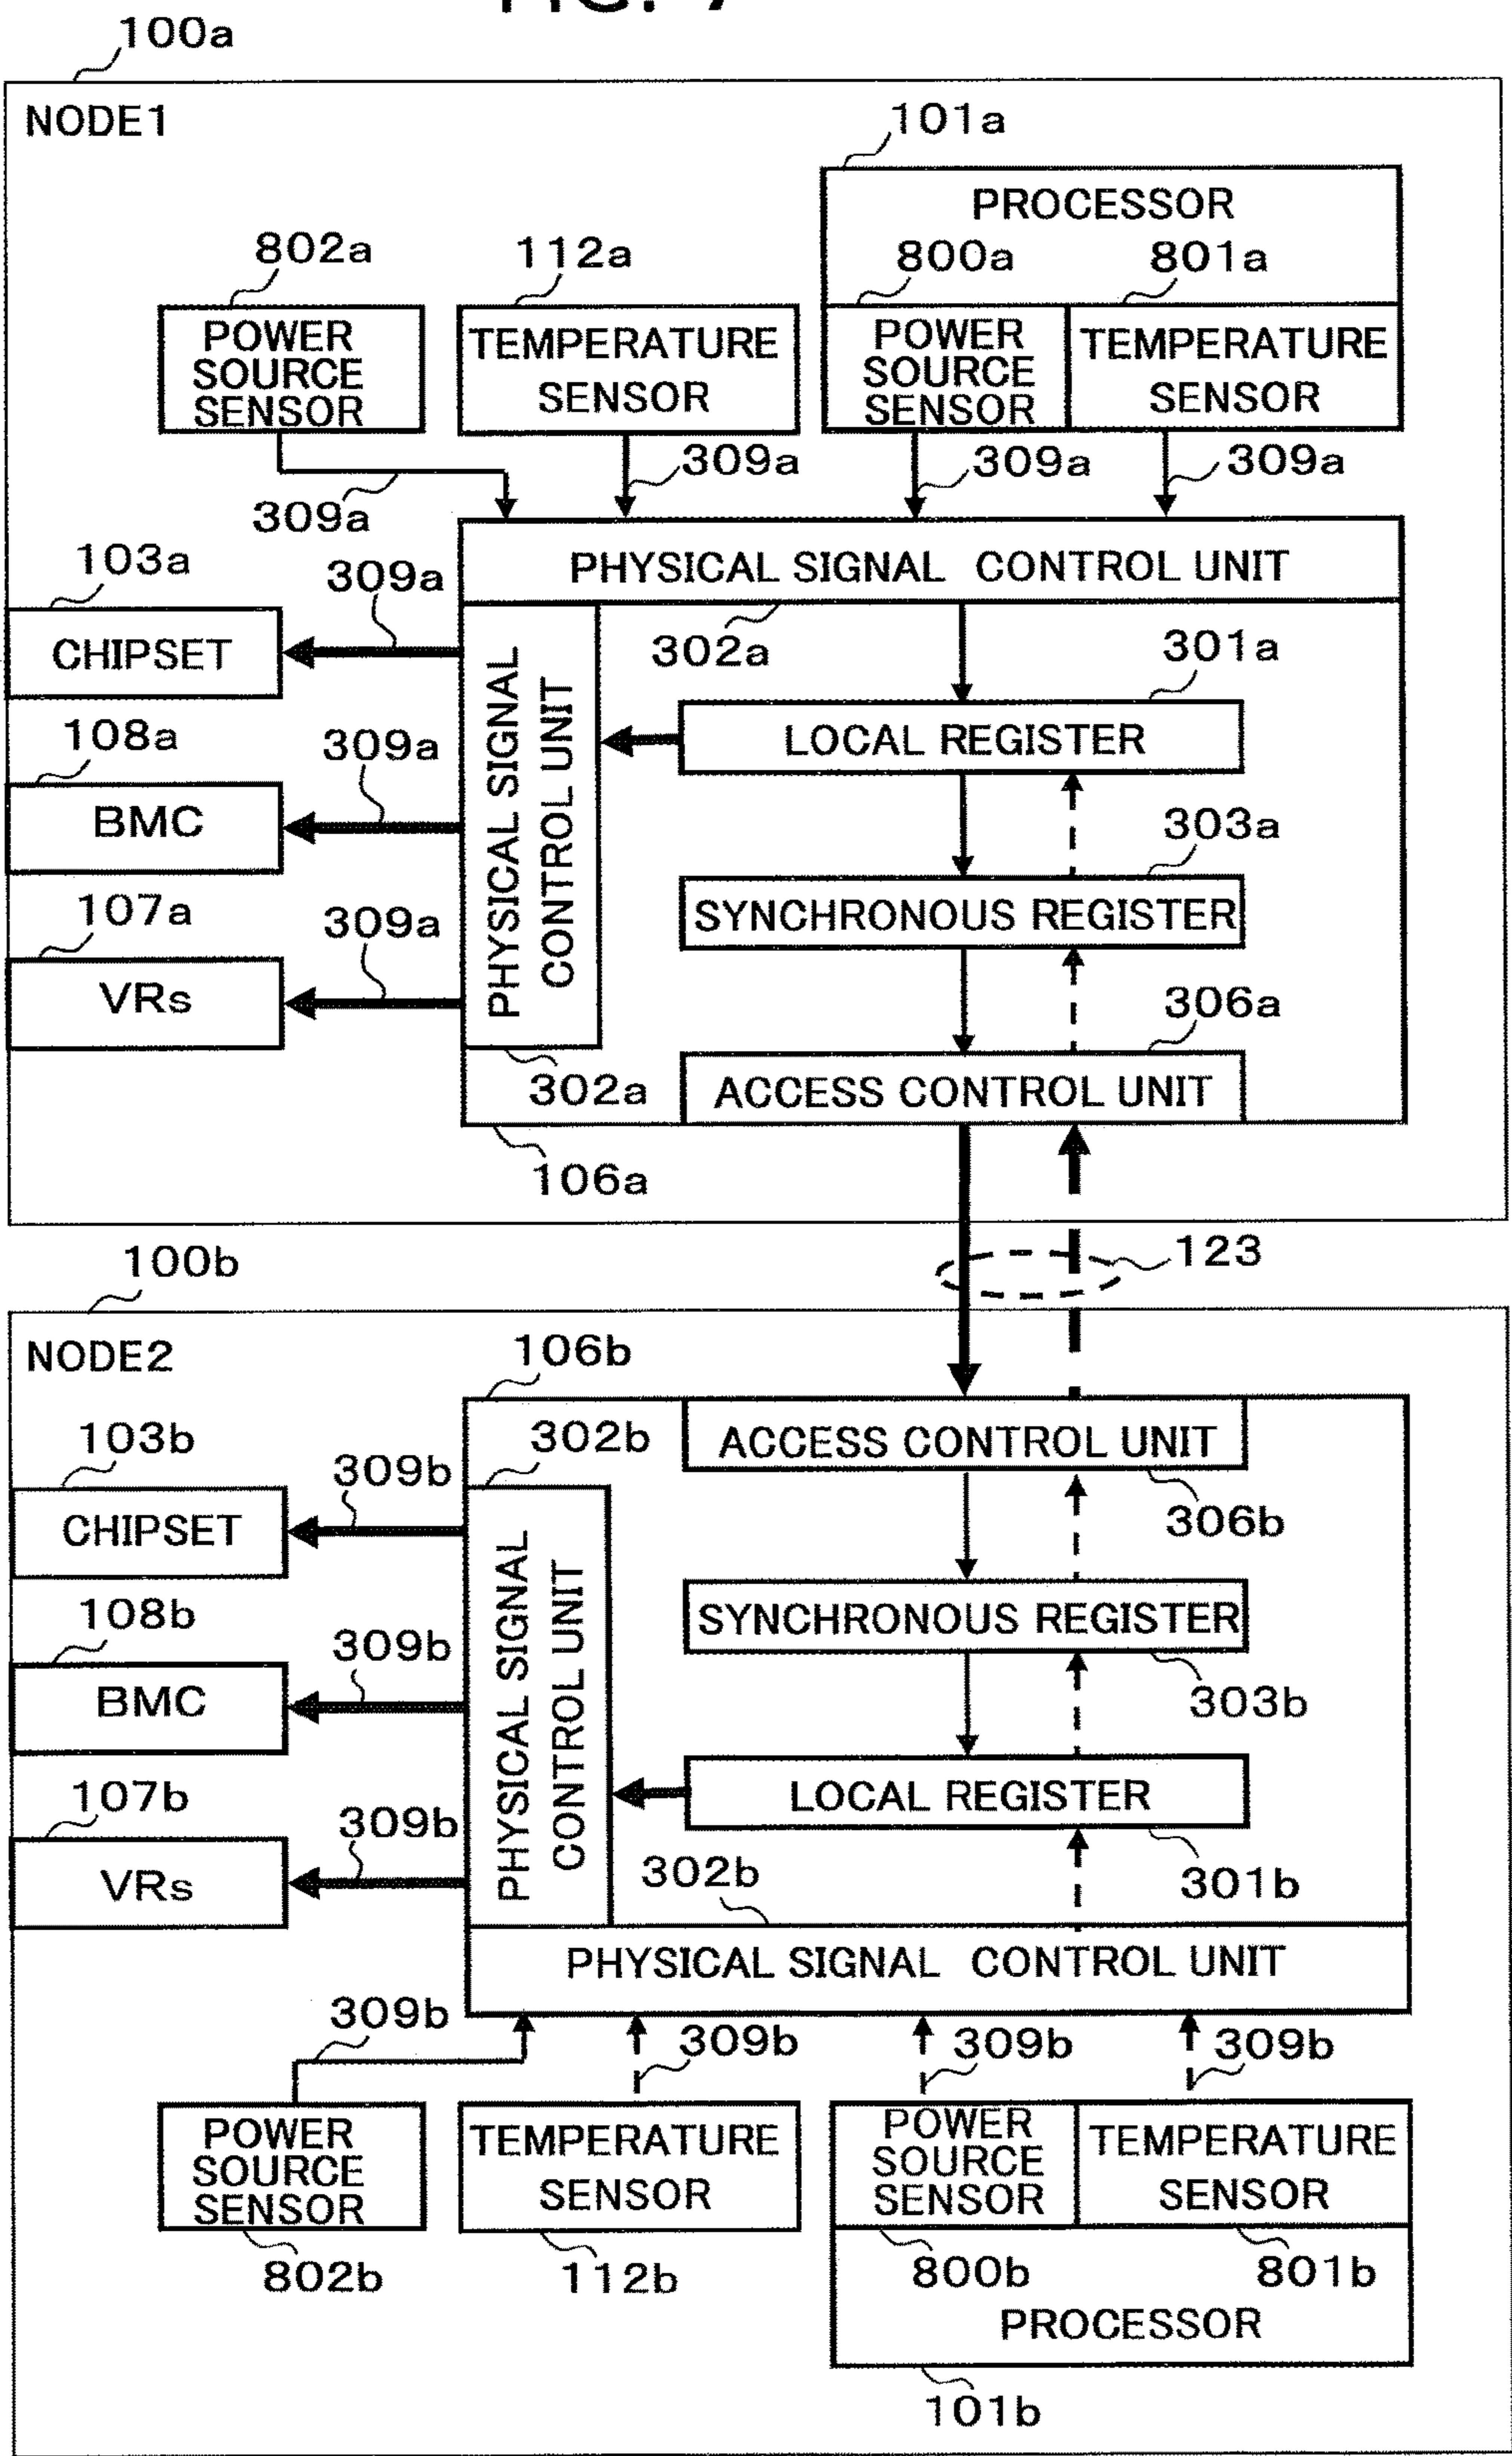 FIG. 7
100a
NODE1
101a
PROCESSOR
802a
112a
800a
801a
POWER
SOURCE
SENSOR
TEMPERATURE
SENSOR
POWER
SOURCE
SENSOR
TEMPERATURE
SENSOR
309a
309a
309a
309a
PHYSICAL SIGNAL CONTROL UNIT
103a
309a
302a
301a
CHIPSET
PHYSICAL SIGNAL
CONTROL UNIT
LOCAL REGISTER
108a
309a
BMC
303a
SYNCHRONOUS REGISTER
107a
309a
VRs
306a
302a
ACCESS CONTROL UNIT
106a
123
100b
NODE2
106b
302b
ACCESS CONTROL UNIT
103b
309b
306b
CHIPSET
PHYSICAL SIGNAL
CONTROL UNIT
SYNCHRONOUS REGISTER
108b
309b
303b
BMC
LOCAL REGISTER
107b
309b
301b
VRs
302b
PHYSICAL SIGNAL CONTROL UNIT
309b
309b
309b
309b
POWER
SOURCE
SENSOR
TEMPERATURE
SENSOR
POWER
SOURCE
SENSOR
TEMPERATURE
SENSOR
802b
112b
800b
801b
PROCESSOR
101b